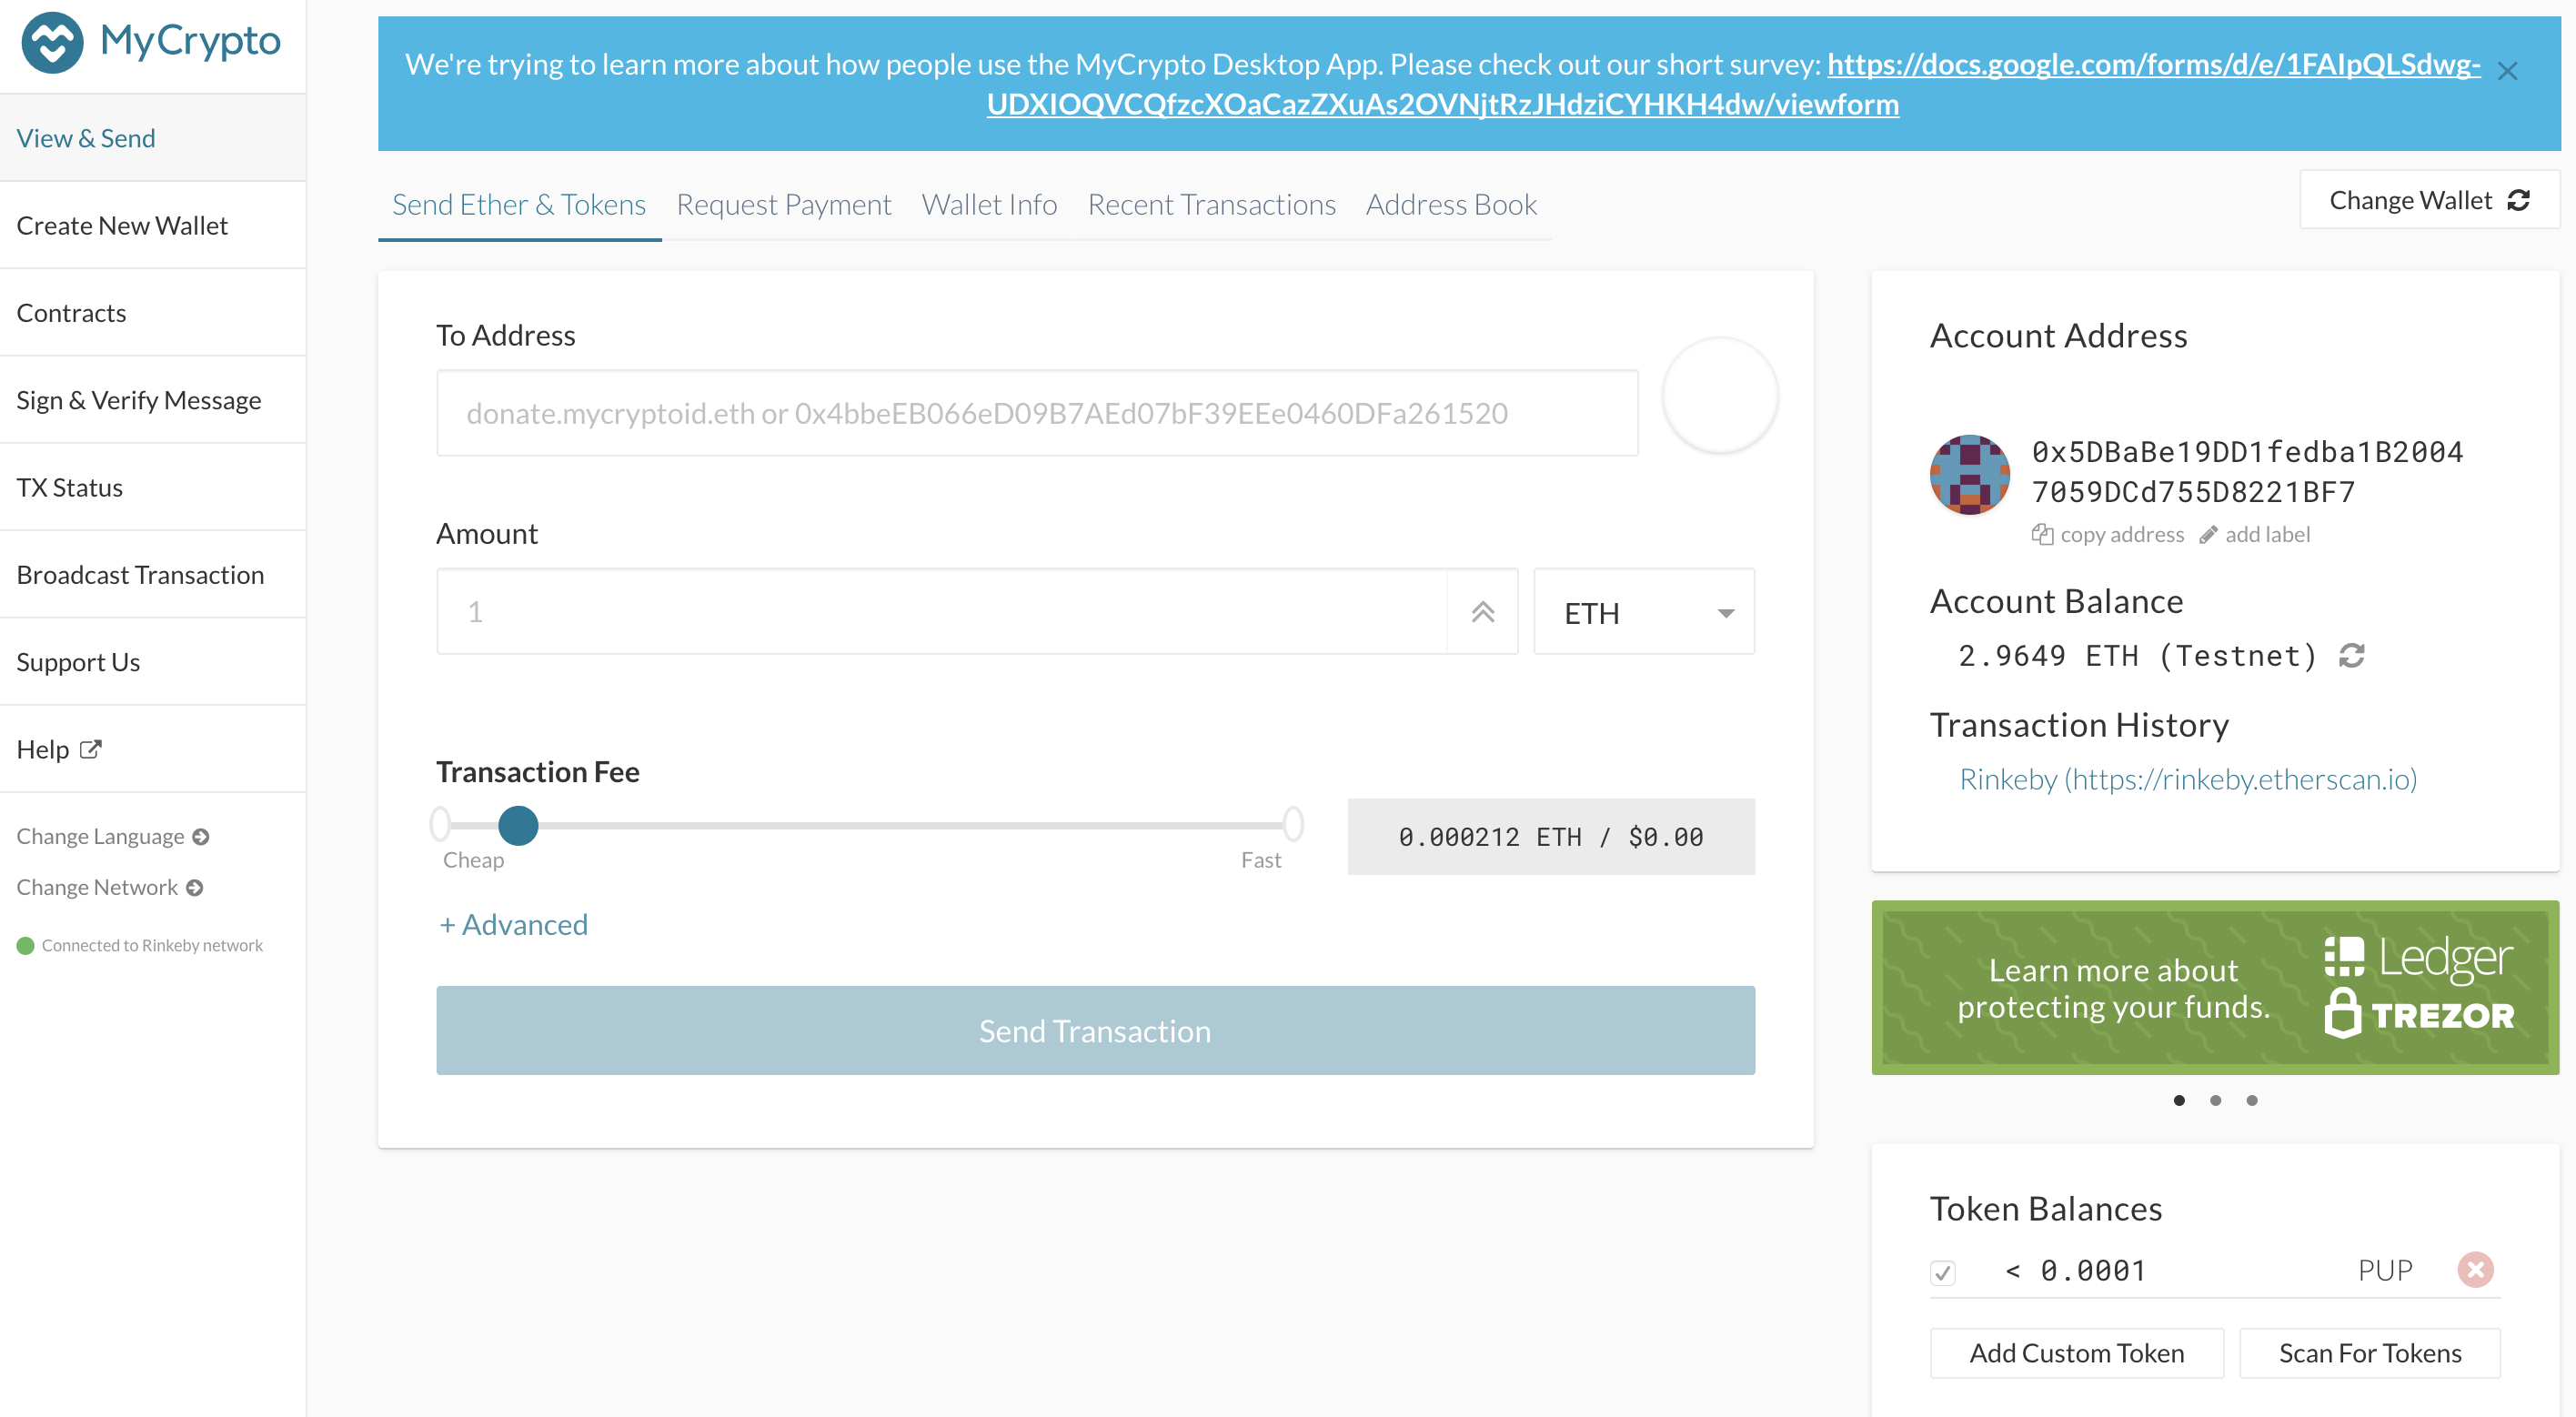 MyCrypto
View & Send
Create New Wallet
Contracts
Sign & Verify Message
TX Status
Broadcast Transaction
Support Us
Help
Change Language
Change Network
Connected to Rinkeby network
We're trying to learn more about how people use the MyCrypto Desktop App. Please check out our short survey: https://docs.google.com/forms/d/e/1FAIpQLSdwg-
UDXIOQVCQfzcXOaCazZXuAs2OVNjtRzJHdziCYHKH4dw/viewform
Send Ether & Tokens
Request Payment
Wallet Info
Recent Transactions
Address Book
Change Wallet
To Address
donate.mycryptoid.eth or 0x4bbeEB066eD09B7AEd07bF39EEe0460DFa261520
Amount
1
ETH
Transaction Fee
Cheap
Fast
0.000212 ETH / $0.00
+ Advanced
Send Transaction
Account Address
0x5DBaBe19DD1fedba1B2004
7059DCd755D8221BF7
copy address
add label
Account Balance
2.9649 ETH (Testnet)
Transaction History
Rinkeby (https://rinkeby.etherscan.io)
Learn more about
protecting your funds.
Ledger
TREZOR
Token Balances
< 0.0001 PUP
Add Custom Token
Scan For Tokens